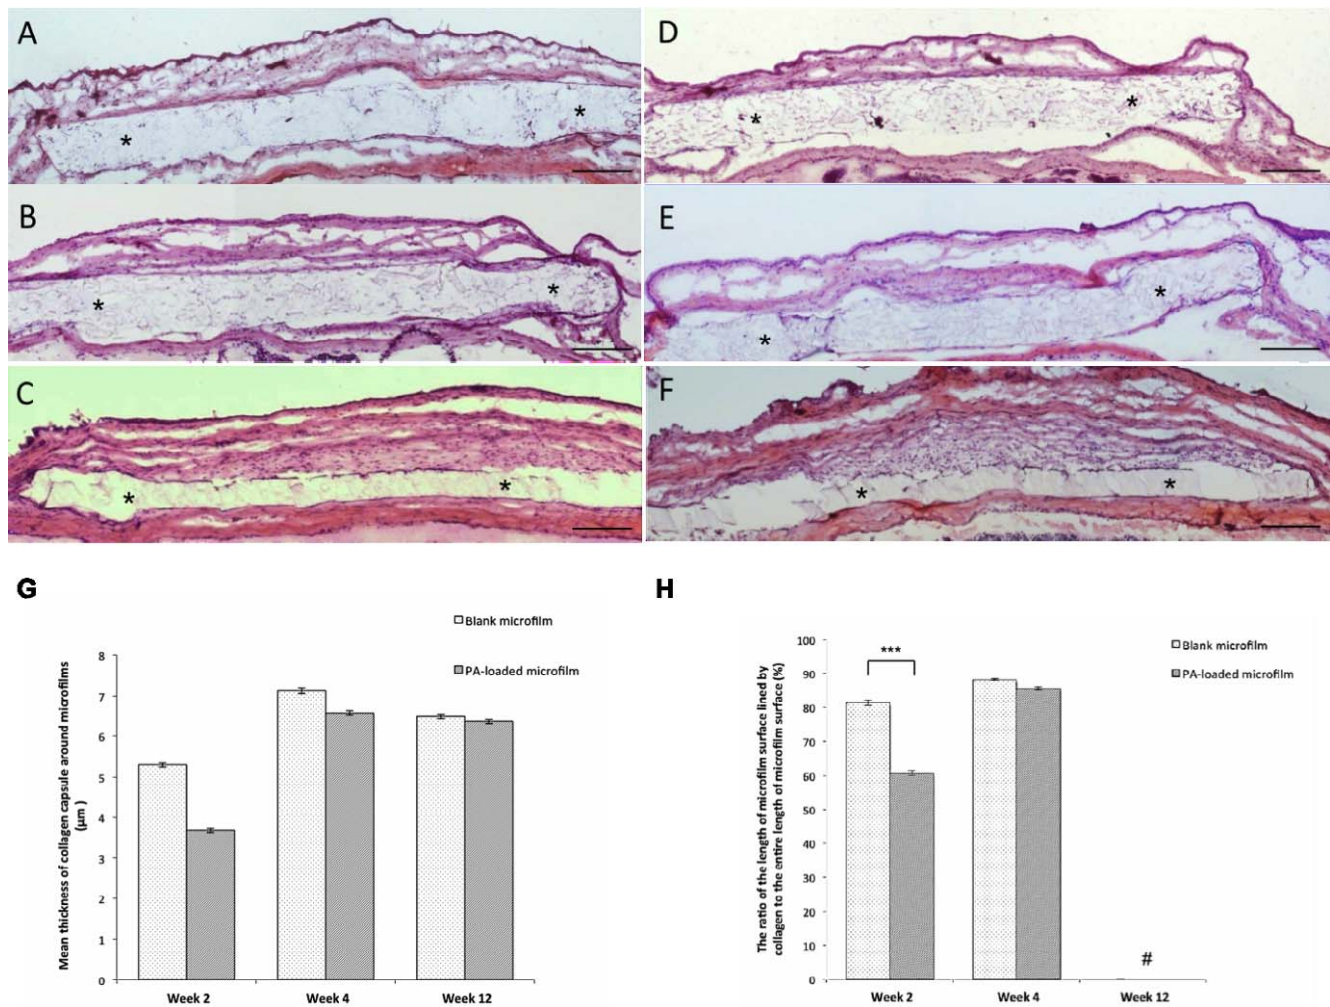 A
D
*
*
*
*
B
E
*
*
*
*
C
F
*
*
*
*
G
Blank microfilm
PA-loaded microfilm
Mean thickness of collagen capsule around microfilms
(µm )
8
7
6
5
4
3
2
1
0
Week 2
Week 4
Week 12
H
Blank microfilm
PA-loaded microfilm
The ratio of the length of microfilm surface lined by
collagen to the entire length of microfilm surface (%)
100
90
80
70
60
50
40
30
20
10
0
***
#
Week 2
Week 4
Week 12